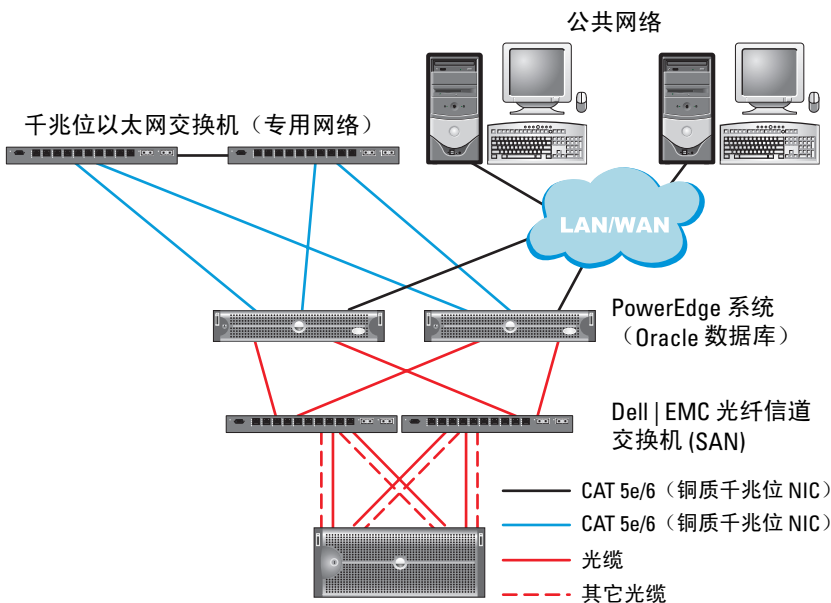 公共网络
千兆位以太网交换机（专用网络）
LAN/WAN
PowerEdge 系统
（Oracle 数据库）
Dell | EMC 光纤信道
交换机 (SAN)
CAT 5e/6（铜质千兆位 NIC）
CAT 5e/6（铜质千兆位 NIC）
光缆
其它光缆